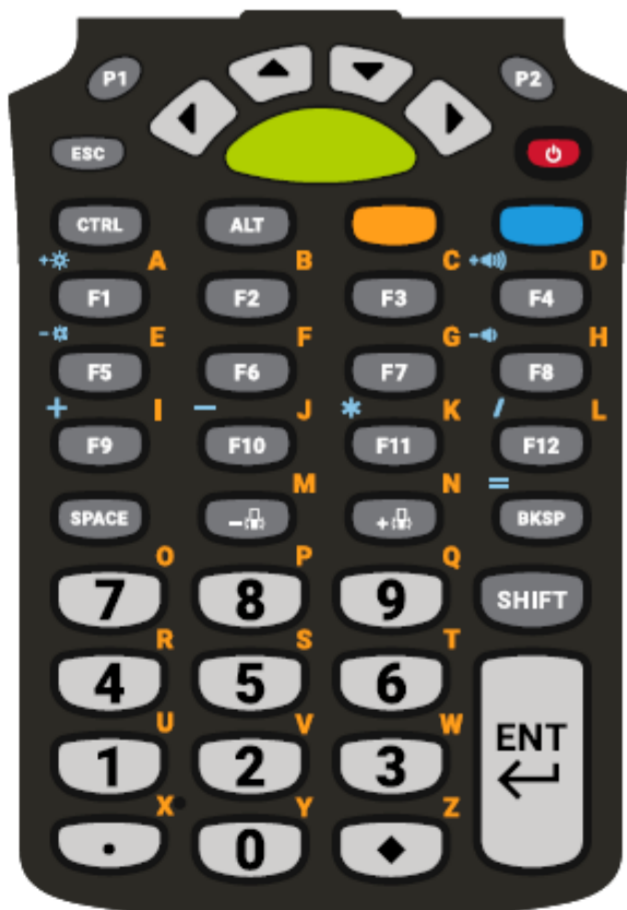 P1 P2
ESC
CTRL ALT
A B C D
F1 F2 F3 F4
E F G H
F5 F6 F7 F8
+ I − J * K / L
F9 F10 F11 F12
M N =
SPACE − + BKSP
O P Q
7 8 9 SHIFT
R S T
4 5 6
U V W
1 2 3 ENT
X Y Z
. 0